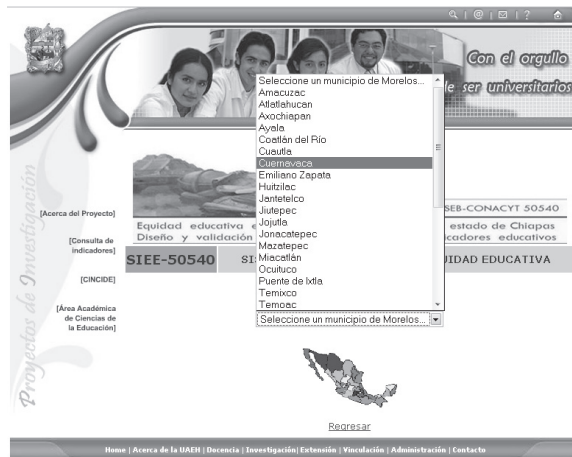 @ | ?
Con el orgullo
de ser universitarios
Seleccione un municipio de Morelos...
Amacuzac
Atlatlahucan
Axochiapan
Ayala
Coatlán del Río
Cuautla
Cuernavaca
Emiliano Zapata
Huitzilac
Jantetelco
Jiutepec
Jojutla
Jonacatepec
Mazatepec
Miacatlán
Ocuituco
Puente de Ixtla
Temixco
Temoac
Seleccione un municipio de Morelos...
Proyectos de Investigación
[Acerca del Proyecto]
[Consulta de
indicadores]
[CINCIDE]
[Área Académica
de Ciencias de
la Educación]
SEB-CONACYT 50540
Equidad educativa e estado de Chiapas
Diseño y validación cadores educativos
SIEE-50540 SIS UIDAD EDUCATIVA
Regresar
Home | Acerca de la UAEH | Docencia | Investigación| Extensión | Vinculación | Administración | Contacto